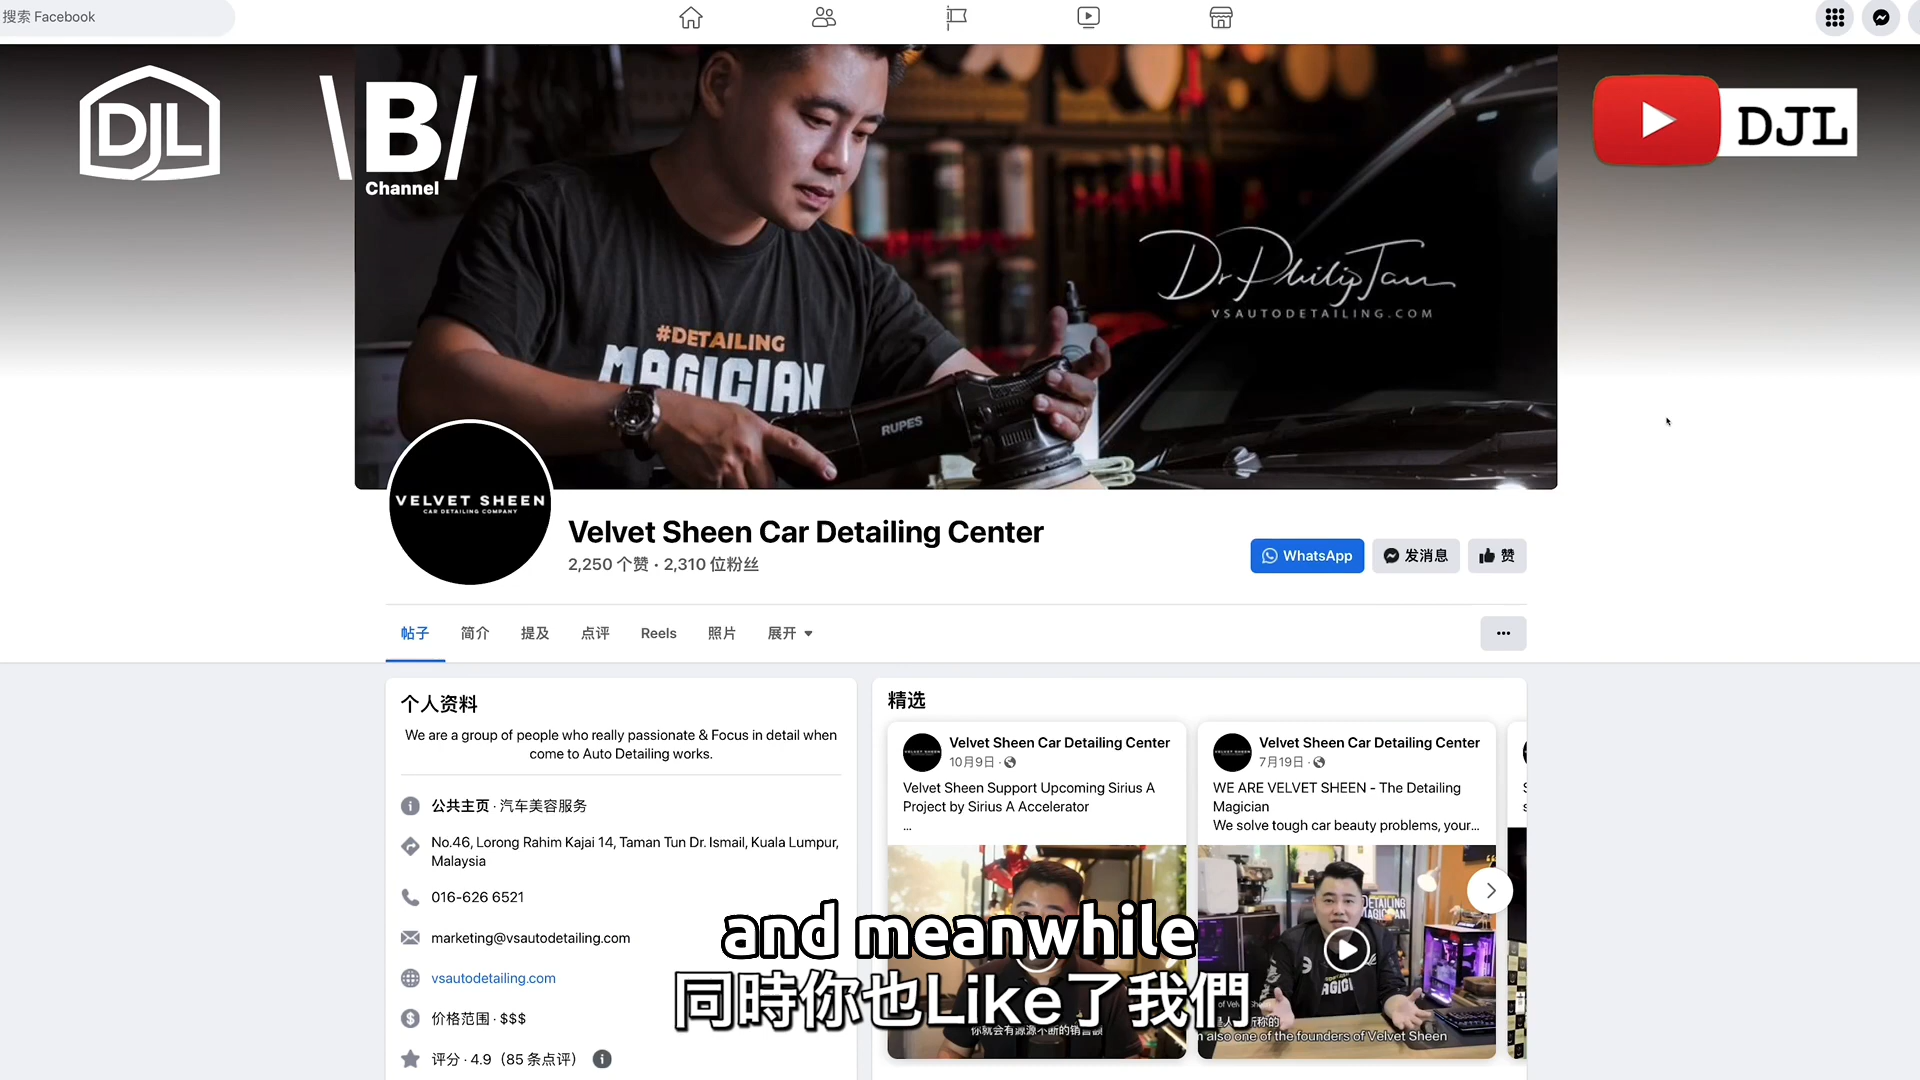 搜索 Facebook
DJL
\B/
Channel
DJL
Dr Philip Tan
VSAUTODETAILING.COM
#DETAILING
MAGICIAN
RUPES
VELVET SHEEN
CAR DETAILING COMPANY
Velvet Sheen Car Detailing Center
2,250 个赞 · 2,310 位粉丝
WhatsApp
发消息
赞
帖子
简介
提及
点评
Reels
照片
展开
个人资料
We are a group of people who really passionate & Focus in detail when
come to Auto Detailing works.
公共主页 · 汽车美容服务
No.46, Lorong Rahim Kajai 14, Taman Tun Dr. Ismail, Kuala Lumpur,
Malaysia
016-626 6521
marketing@vsautodetailing.com
vsautodetailing.com
价格范围 · $$$
评分 · 4.9（85 条点评）
精选
Velvet Sheen Car Detailing Center
10月9日
Velvet Sheen Support Upcoming Sirius A
Project by Sirius A Accelerator
...
你就会有源源不断的销售额
Velvet Sheen Car Detailing Center
7月19日
WE ARE VELVET SHEEN - The Detailing
Magician
We solve tough car beauty problems, your...
DETAILING
MAGICIAN
also one of the founders of Velvet Sheen
and meanwhile
同時你也Like了我們